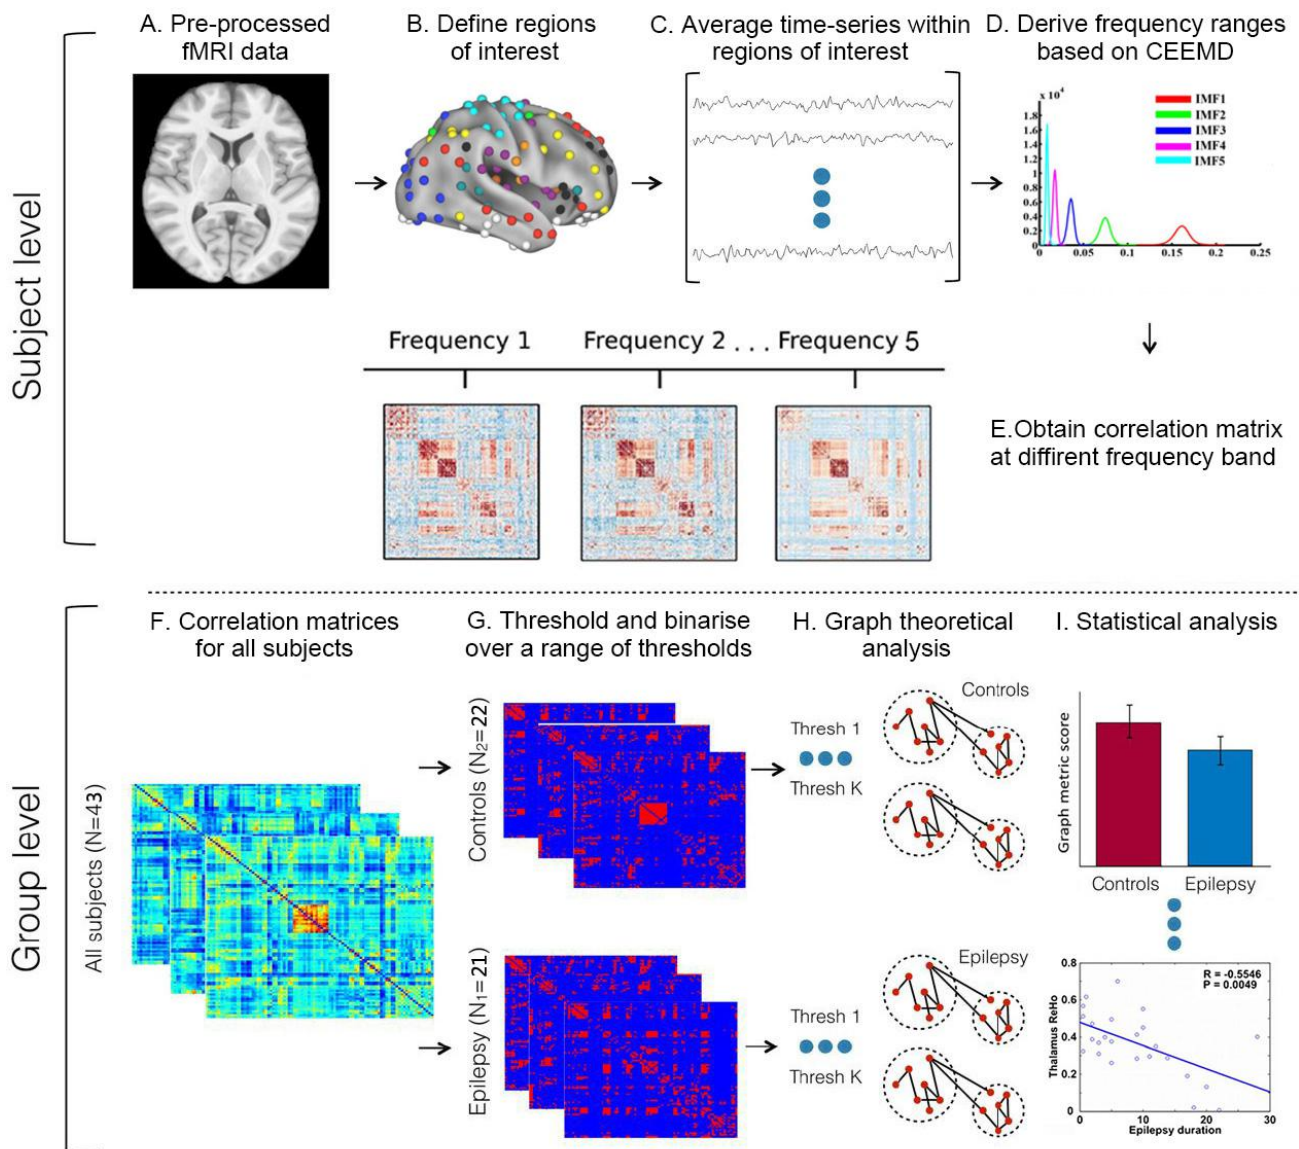 A. Pre-processed
fMRI data
B. Define regions
of interest
C. Average time-series within
regions of interest
D. Derive frequency ranges
based on CEEMD
x 10^4
1.8
1.6
1.4
1.2
1
0.8
0.6
0.4
0.2
0
0
0.05
0.1
0.15
0.2
0.25
IMF1
IMF2
IMF3
IMF4
IMF5
Subject level
Frequency 1
Frequency 2 . . . Frequency 5
E.Obtain correlation matrix
at diffirent frequency band
Group level
F. Correlation matrices
for all subjects
All subjects (N=43)
G. Threshold and binarise
over a range of thresholds
Controls (N₂=22)
Epilepsy (N₁=21)
H. Graph theoretical
analysis
Controls
Thresh 1
Thresh K
Epilepsy
Thresh 1
Thresh K
I. Statistical analysis
Graph metric score
Controls
Epilepsy
0.8
0.6
0.4
0.2
0
Thalamus ReHo
R = -0.5546
P = 0.0049
0
10
20
30
Epilepsy duration